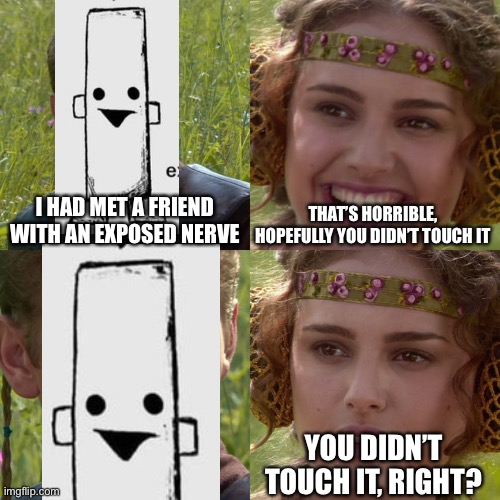 e
I HAD MET A FRIEND
WITH AN EXPOSED NERVE
THAT'S HORRIBLE,
HOPEFULLY YOU DIDN'T TOUCH IT
YOU DIDN'T
TOUCH IT, RIGHT?
imgflip.com